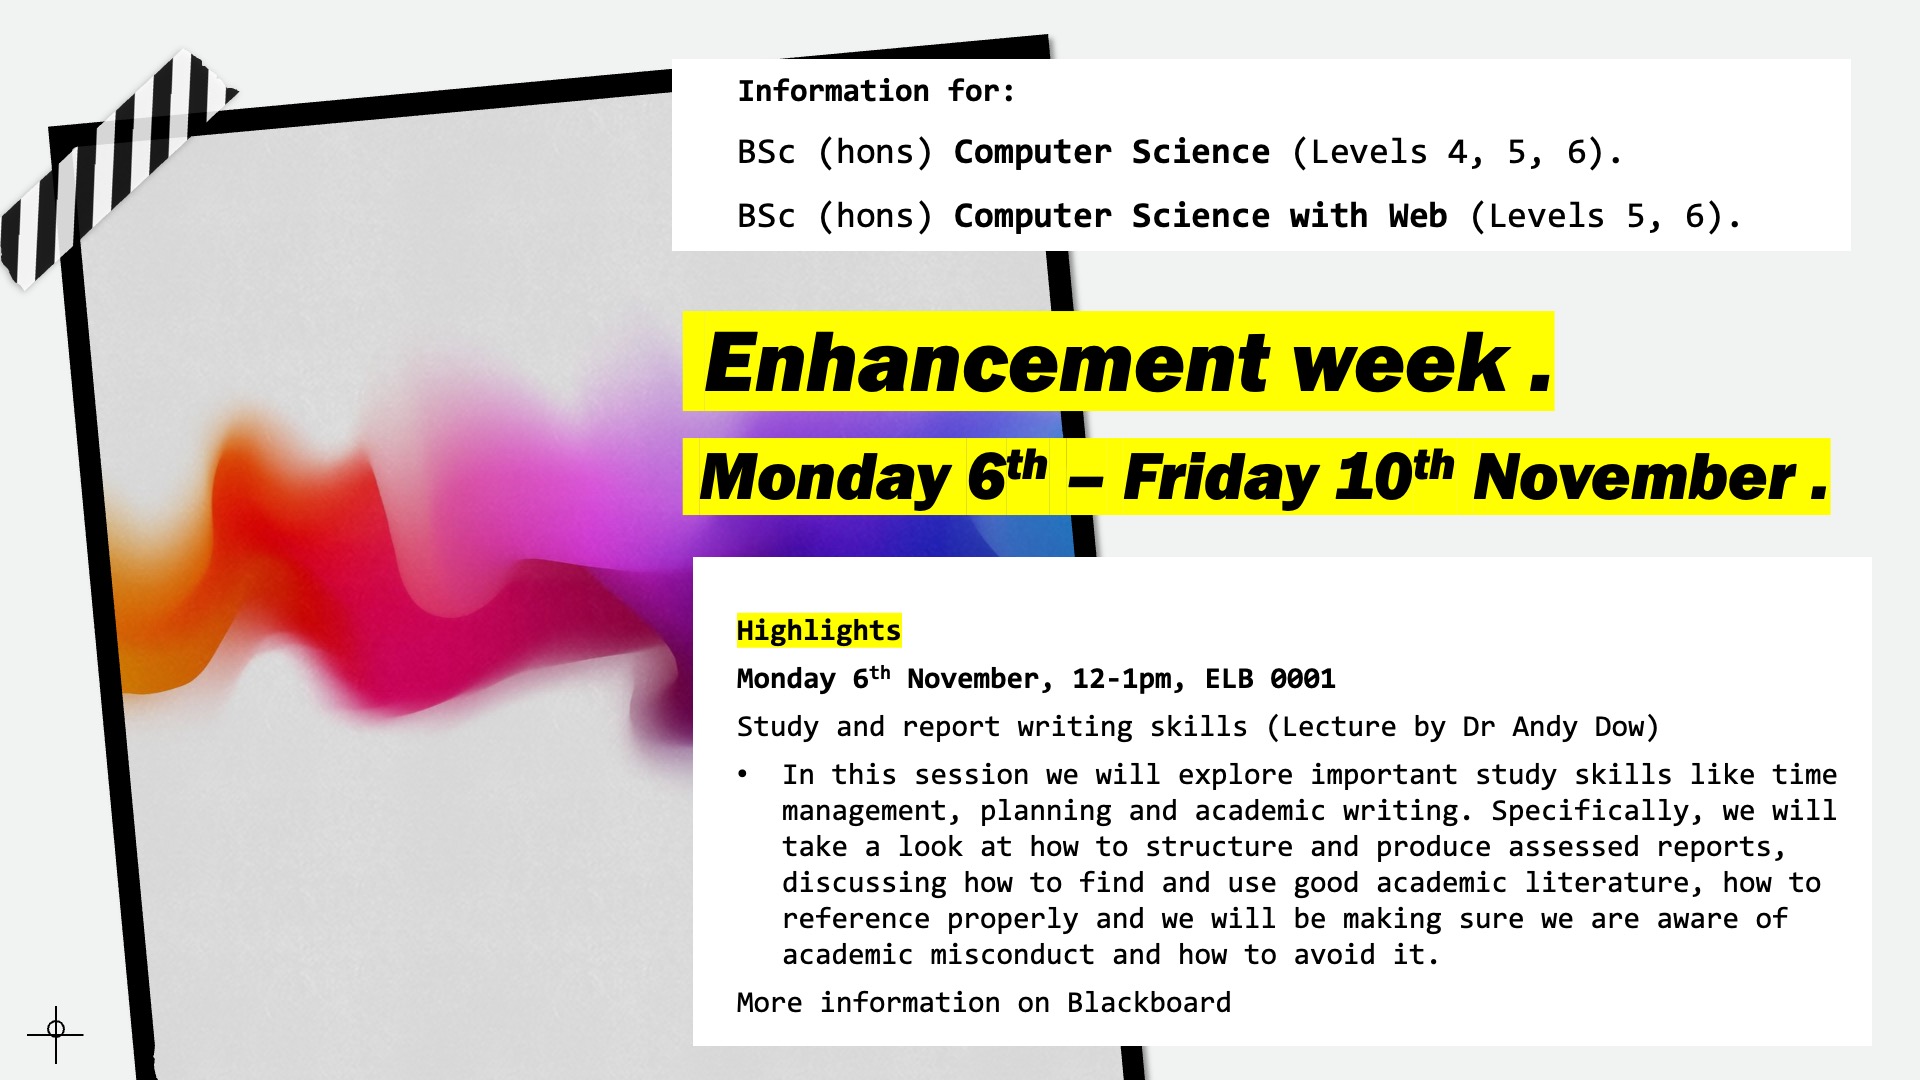 Information for:
BSc (hons) Computer Science (Levels 4, 5, 6).
BSc (hons) Computer Science with Web (Levels 5, 6).
Enhancement week .
Monday 6th – Friday 10th November .
Highlights
Monday 6th November, 12-1pm, ELB 0001
Study and report writing skills (Lecture by Dr Andy Dow)
• In this session we will explore important study skills like time
management, planning and academic writing. Specifically, we will
take a look at how to structure and produce assessed reports,
discussing how to find and use good academic literature, how to
reference properly and we will be making sure we are aware of
academic misconduct and how to avoid it.
More information on Blackboard